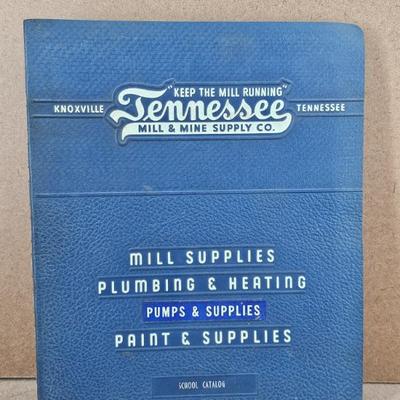 "KEEP THE MILL RUNNING"
KNOXVILLE Tennessee TENNESSEE
MILL & MINE SUPPLY CO.
MILL SUPPLIES
PLUMBING & HEATING
PUMPS & SUPPLIES
PAINT & SUPPLIES
SCHOOL CATALOG